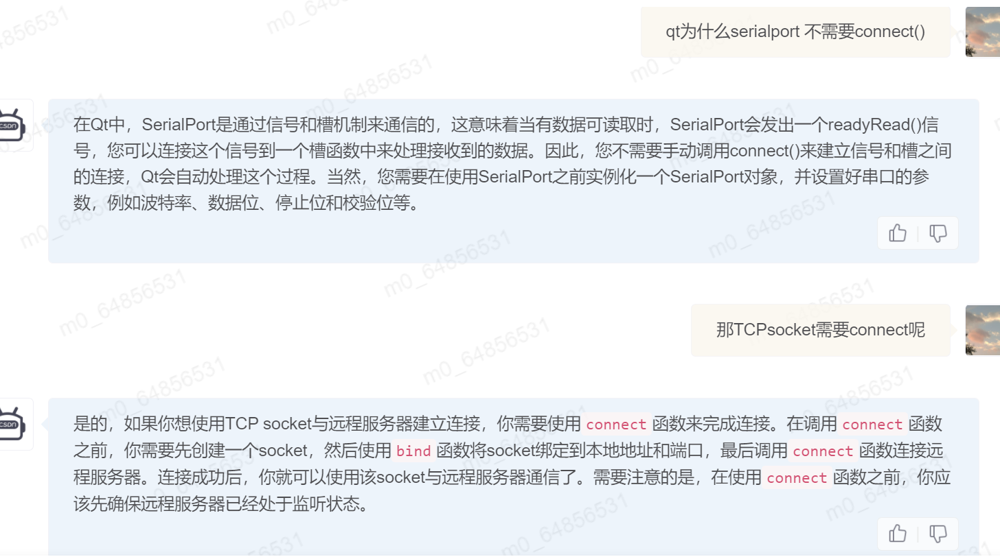 qt为什么serialport 不需要connect()
在Qt中，SerialPort是通过信号和槽机制来通信的，这意味着当有数据可读取时，SerialPort会发出一个readyRead()信
号，您可以连接这个信号到一个槽函数中来处理接收到的数据。因此，您不需要手动调用connect()来建立信号和槽之间
的连接，Qt会自动处理这个过程。当然，您需要在使用SerialPort之前实例化一个SerialPort对象，并设置好串口的参
数，例如波特率、数据位、停止位和校验位等。
那TCPsocket需要connect呢
是的，如果你想使用TCP socket与远程服务器建立连接，你需要使用 connect 函数来完成连接。在调用 connect 函数
之前，你需要先创建一个socket，然后使用 bind 函数将socket绑定到本地地址和端口，最后调用 connect 函数连接远
程服务器。连接成功后，你就可以使用该socket与远程服务器通信了。需要注意的是，在使用 connect 函数之前，你应
该先确保远程服务器已经处于监听状态。
CSDN
CSDN
m0_64856531